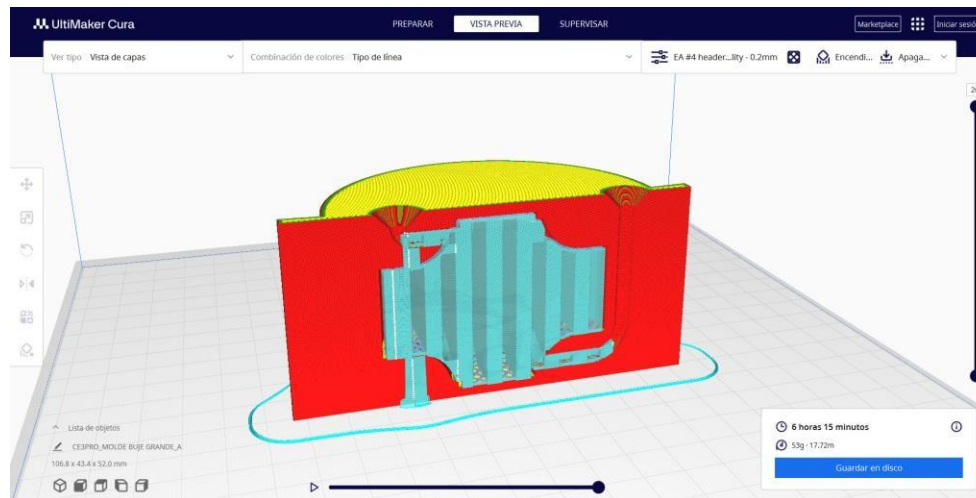 UltiMaker Cura
PREPARAR
VISTA PREVIA
SUPERVISAR
Marketplace
Iniciar sesió
Ver tipo Vista de capas
Combinación de colores Tipo de línea
EA #4 header...lity - 0.2mm
Encendi...
Apaga...
Lista de objetos
CE3PRO_MOLDE BUJE GRANDE_A
106.8 x 43.4 x 52.0 mm
6 horas 15 minutos
53g · 17.72m
Guardar en disco